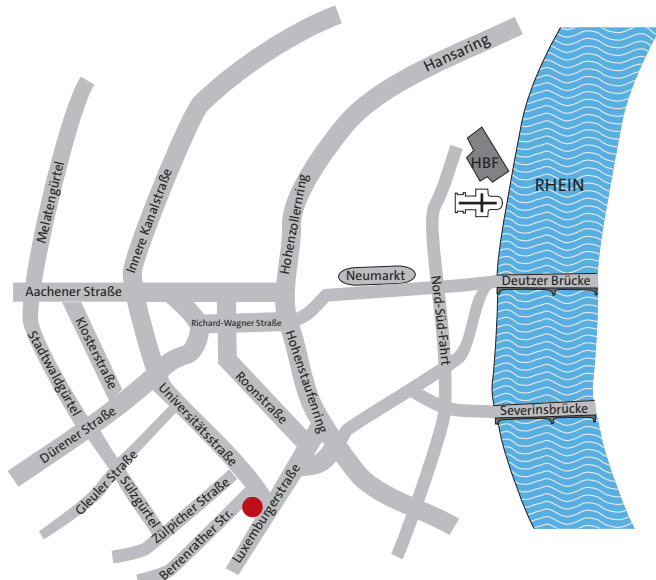 Hansaring
HBF
Melatengürtel
Innere Kanalstraße
Hohenzollernring
RHEIN
Neumarkt
Aachener Straße
Deutzer Brücke
Nord-Süd-Fahrt
Richard-Wagner Straße
Klosterstraße
Stadtwaldgürtel
Hohenstaufenring
Roonstraße
Universitätsstraße
Severinsbrücke
Dürener Straße
Gleuler Straße
Sülzgürtel
Zülpicher Straße
Luxemburgerstraße
Berrenrather Str.